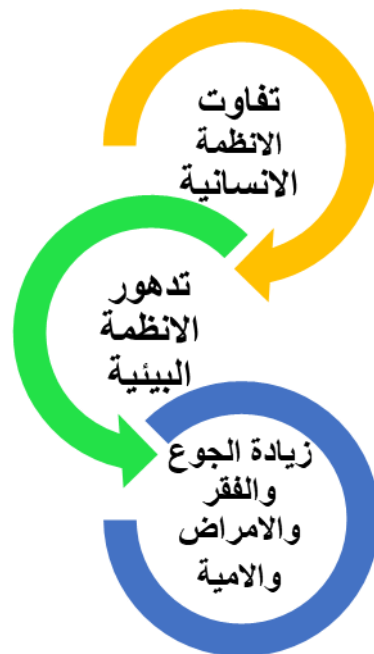 تفاوت
الانظمة
الانسانية
تدهور
الانظمة
البيئية
زيادة الجوع
والفقر
والامراض
والامية